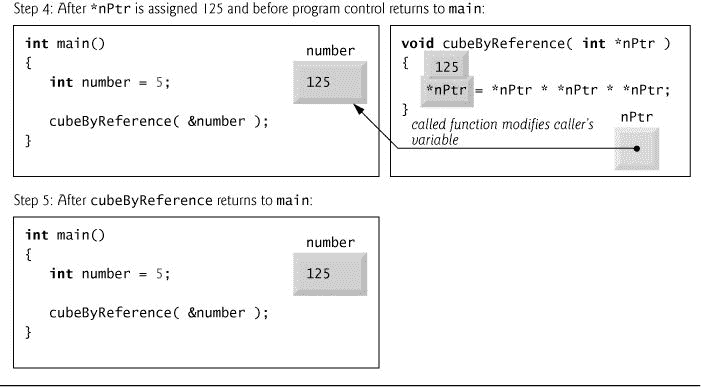 Step 4: After *nPtr is assigned 125 and before program control returns to main:
int main()
{
int number = 5;
cubeByReference( &number );
}
number
125
void cubeByReference( int *nPtr )
{
125
*nPtr = *nPtr * *nPtr * *nPtr;
}
called function modifies caller's
variable
nPtr
Step 5: After cubeByReference returns to main:
int main()
{
int number = 5;
cubeByReference( &number );
}
number
125